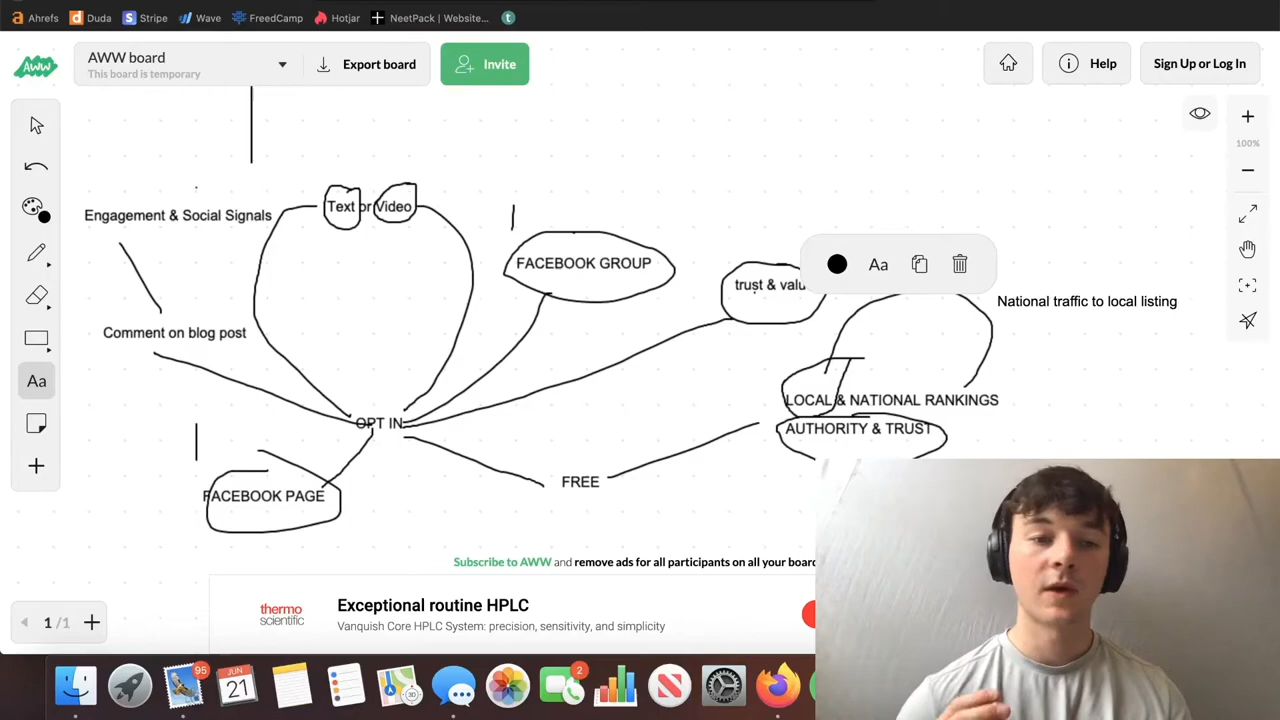 Ahrefs Duda Stripe Wave FreedCamp Hotjar NeetPack | Website...
AWW
AWW board
This board is temporary
Export board
Invite
Help
Sign Up or Log In
100%
Engagement & Social Signals
Text or Video
FACEBOOK GROUP
trust & valu
National traffic to local listing
Comment on blog post
Aa
Aa
LOCAL & NATIONAL RANKINGS
OPT IN
AUTHORITY & TRUST
FREE
FACEBOOK PAGE
Subscribe to AWW and remove ads for all participants on all your board
thermo
scientific
Exceptional routine HPLC
Vanquish Core HPLC System: precision, sensitivity, and simplicity
1 /1
95
JUN
21
2